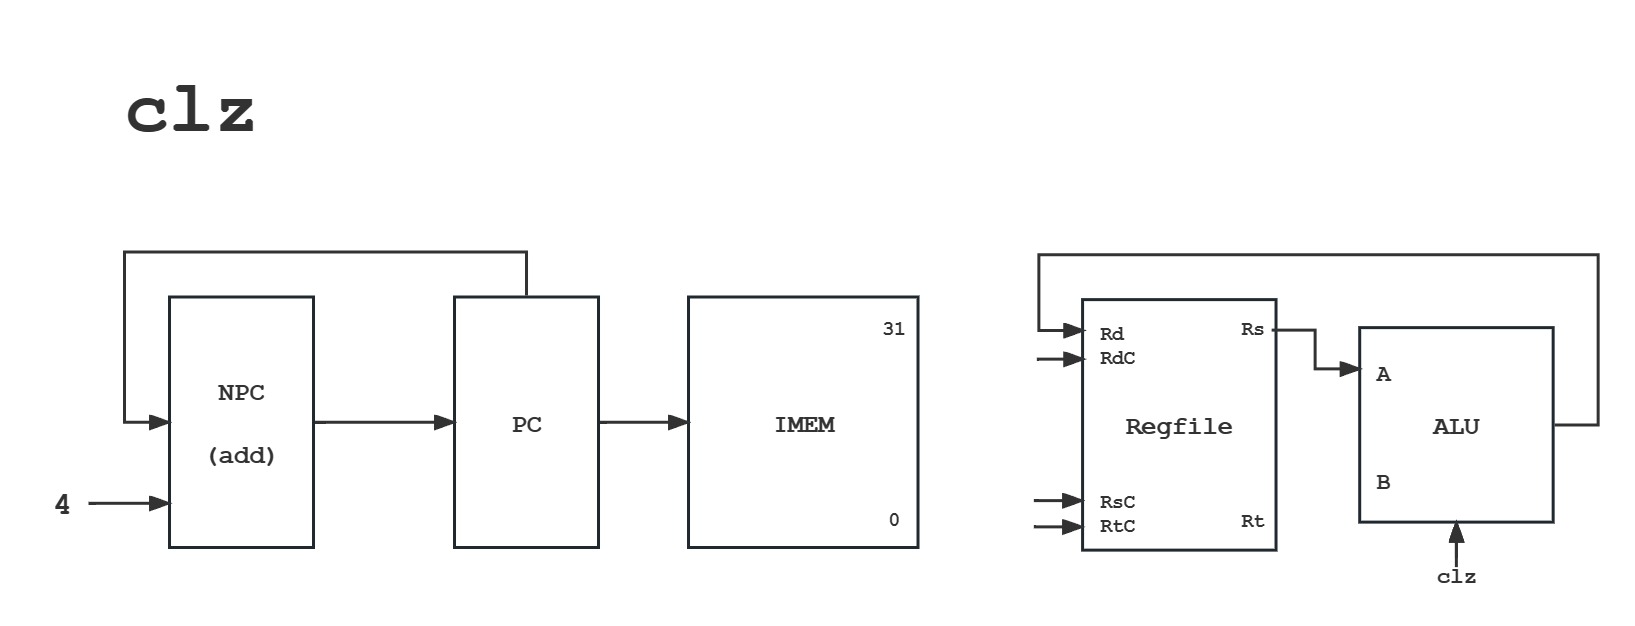 clz
4
NPC
(add)
PC
IMEM
31
0
Rd
RdC
Regfile
RsC
RtC
Rs
Rt
A
ALU
B
clz